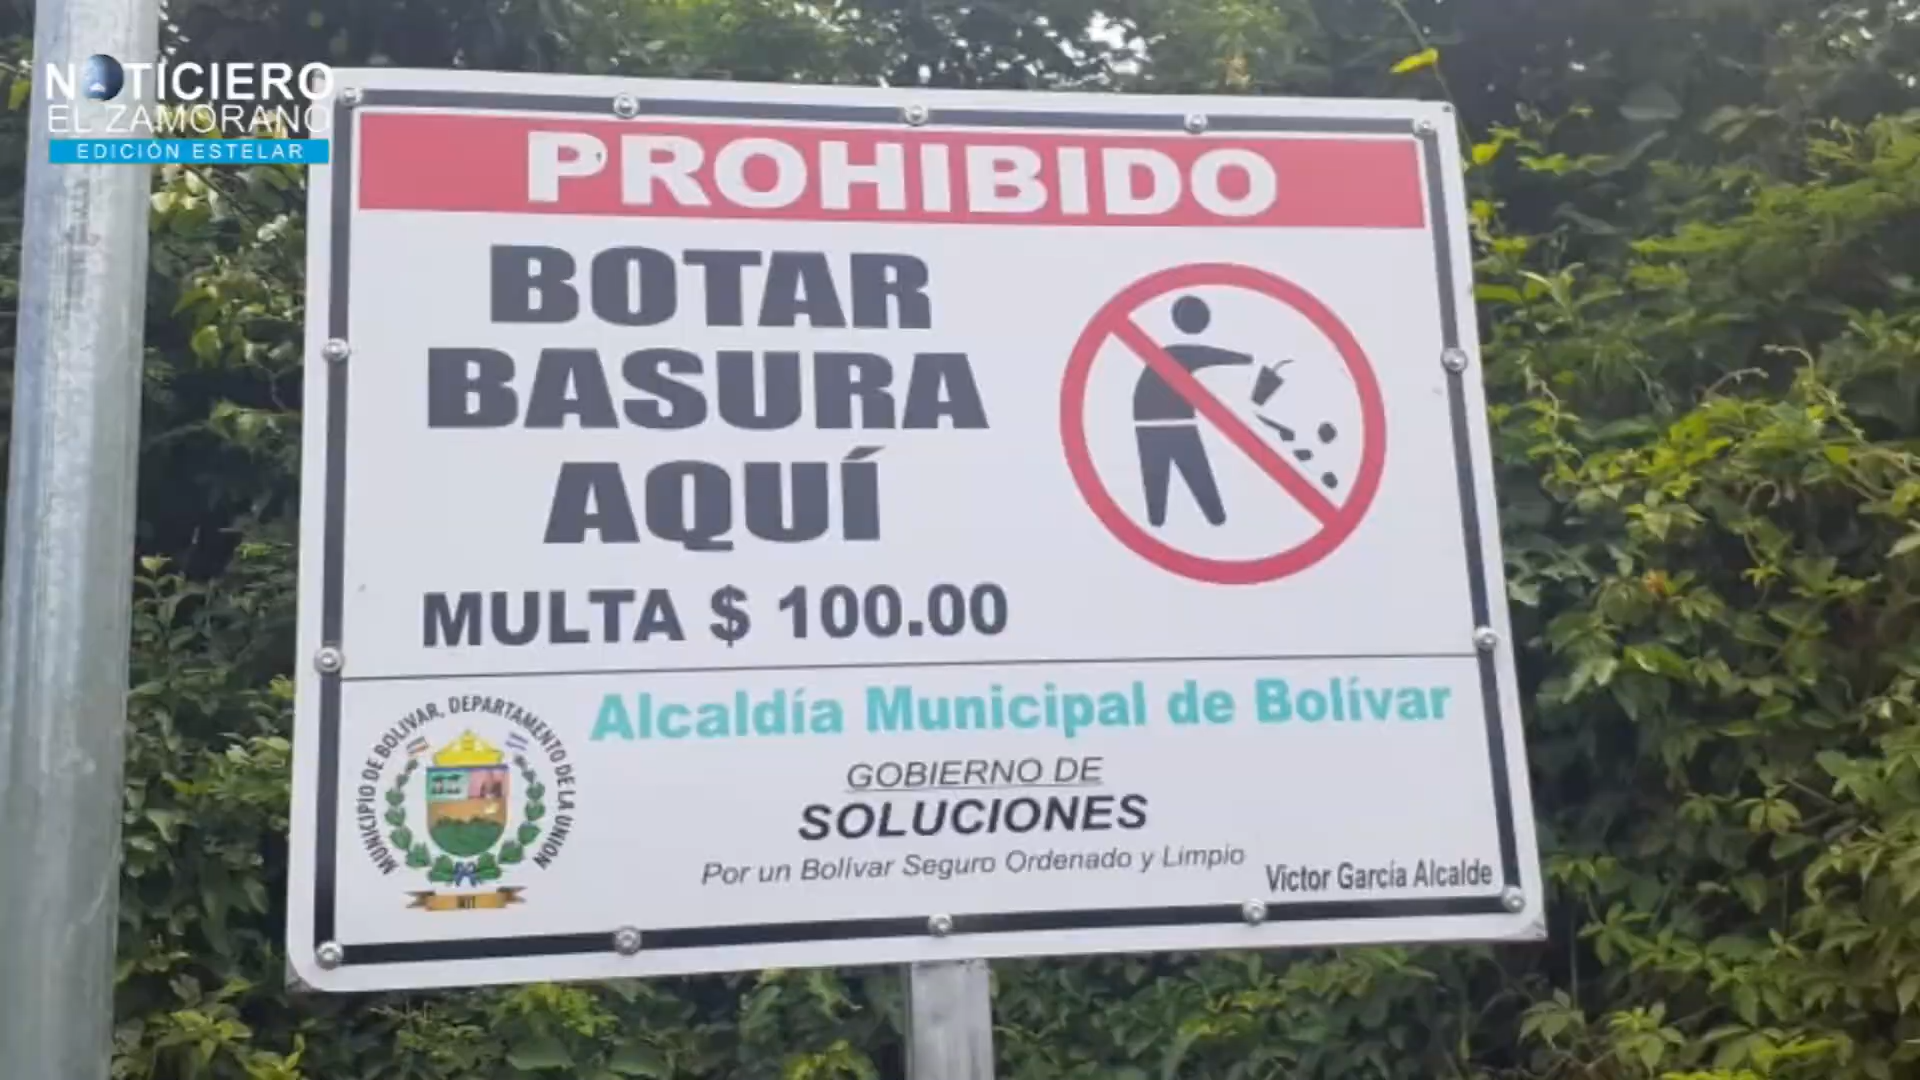 NOTICIERO
EL ZAMORANO
EDICIÓN ESTELAR
PROHIBIDO
BOTAR
BASURA
AQUÍ
MULTA $ 100.00
MUNICIPIO DE BOLIVAR, DEPARTAMENTO DE LA UNION
Alcaldía Municipal de Bolívar
GOBIERNO DE
SOLUCIONES
Por un Bolívar Seguro Ordenado y Limpio
Victor García Alcalde